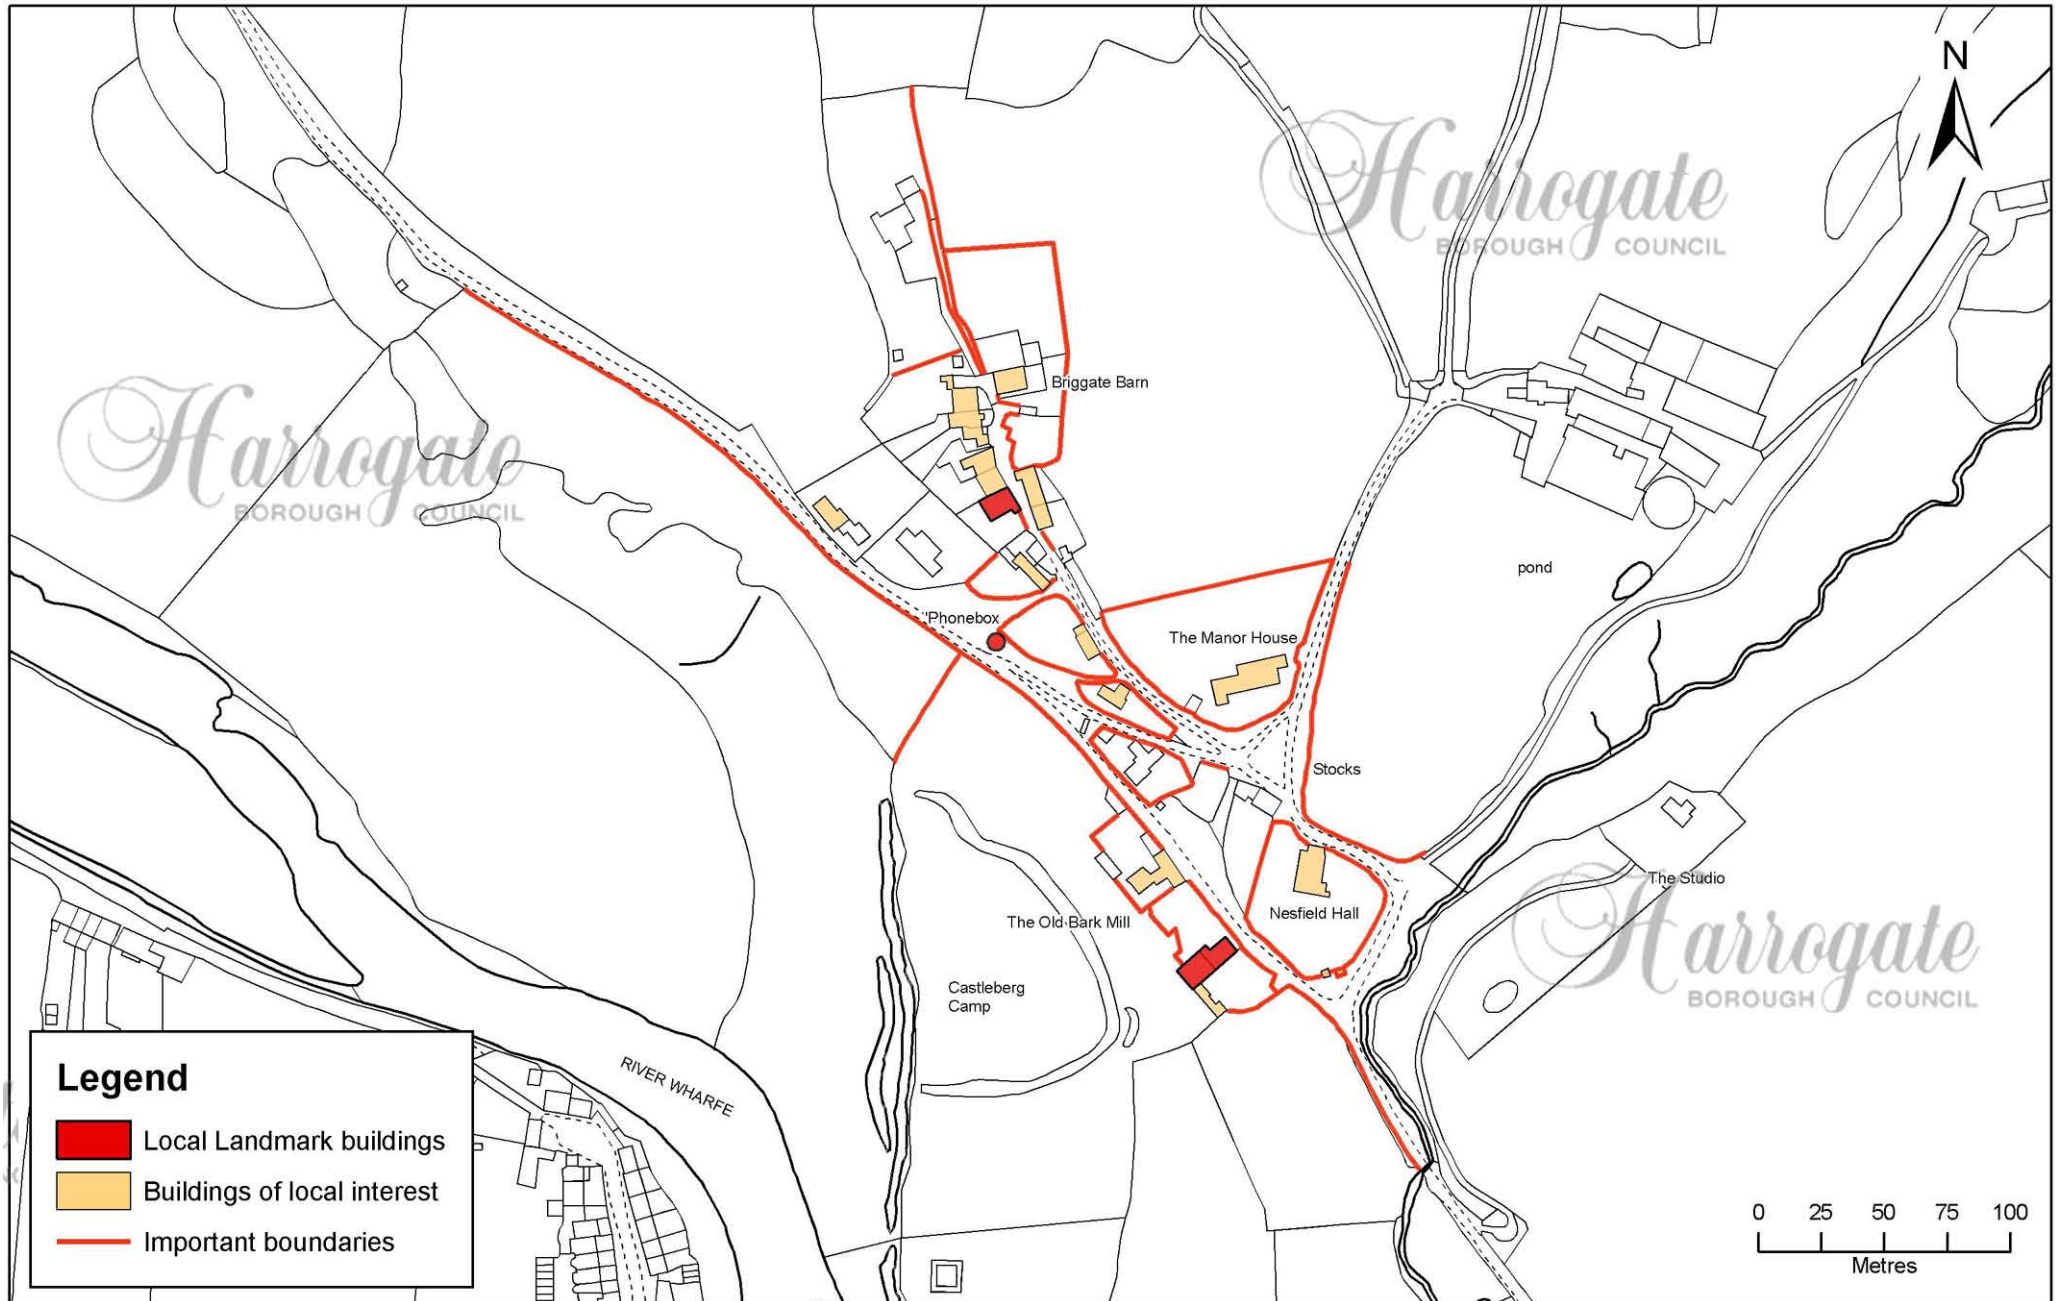 N
Harrogate
BOROUGH COUNCIL
Harrogate
BOROUGH COUNCIL
Briggate Barn
pond
Phonebox
The Manor House
Stocks
The Studio
Nesfield Hall
The Old Bark Mill
Castleberg
Camp
Harrogate
BOROUGH COUNCIL
RIVER WHARFE
Legend
Local Landmark buildings
Buildings of local interest
Important boundaries
0 25 50 75 100
Metres